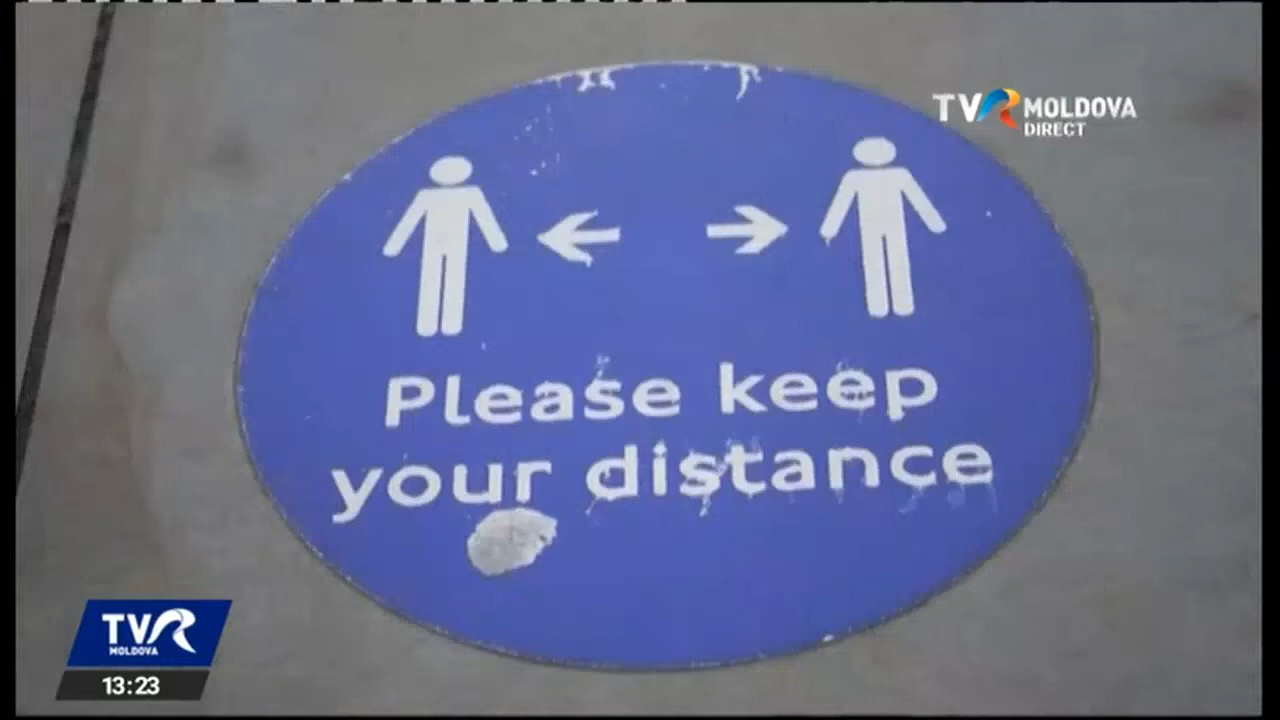 TVR MOLDOVA
DIRECT
Please keep
your distance
TVR
MOLDOVA
13:23